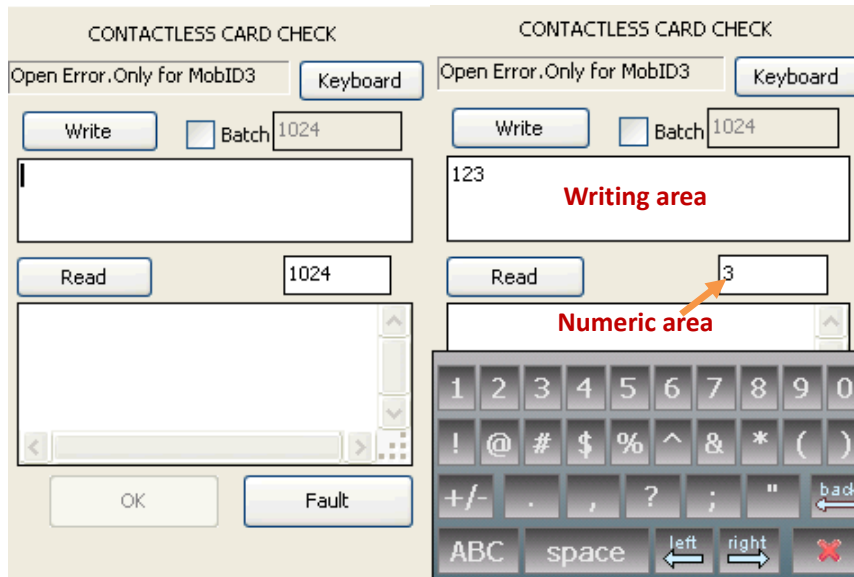 CONTACTLESS CARD CHECK
Open Error.Only for MobID3 Keyboard
Write Batch 1024
Read 1024
OK Fault
CONTACTLESS CARD CHECK
Open Error.Only for MobID3 Keyboard
Write Batch 1024
123
Writing area
Read 3
Numeric area
1 2 3 4 5 6 7 8 9 0
! @ # $ % ^ & * ( )
+/- . , ? ; " back
ABC space left right